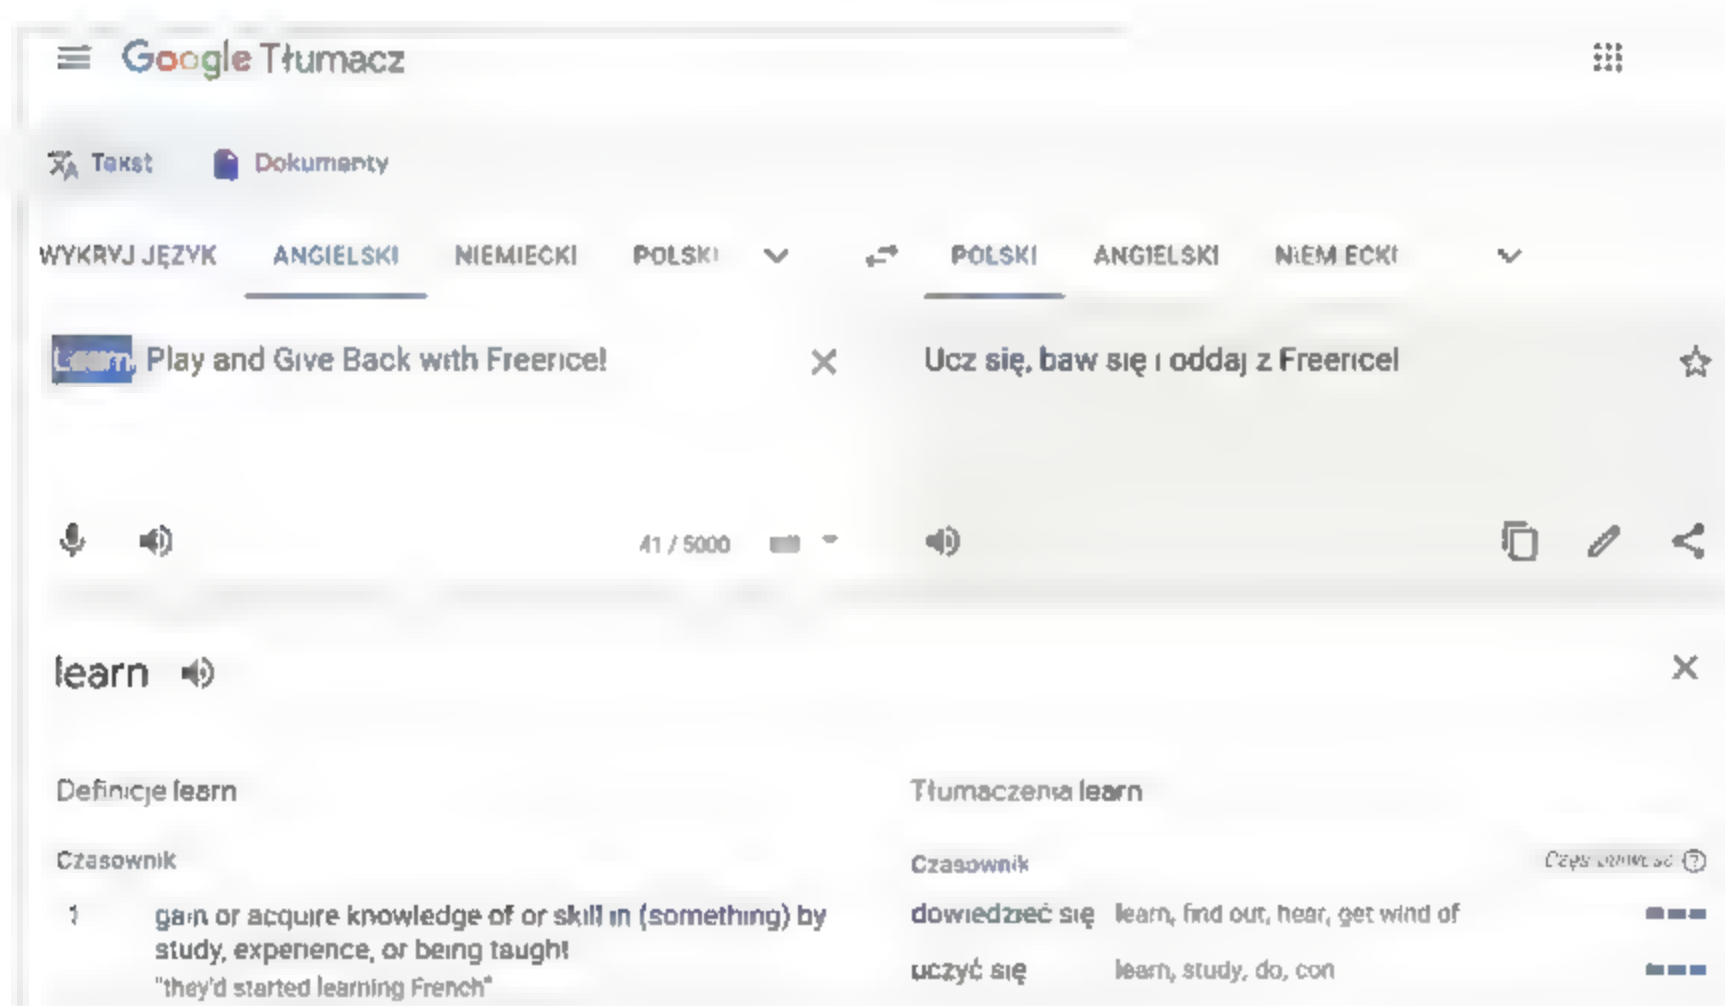 Google Tłumacz
Tekst Dokumenty
WYKRYJ JĘZYK ANGIELSKI NIEMIECKI POLSKI POLSKI ANGIELSKI NIEMIECKI
Learn, Play and Give Back with Freerice! Ucz się, baw się i oddaj z Freerice!
41 / 5000
learn
Definicje learn Tłumaczenia learn
Czasownik Czasownik Częstotliwość
1 gain or acquire knowledge of or skill in (something) by dowiedzieć się learn, find out, hear, get wind of
study, experience, or being taught
"they'd started learning French" uczyć się learn, study, do, con